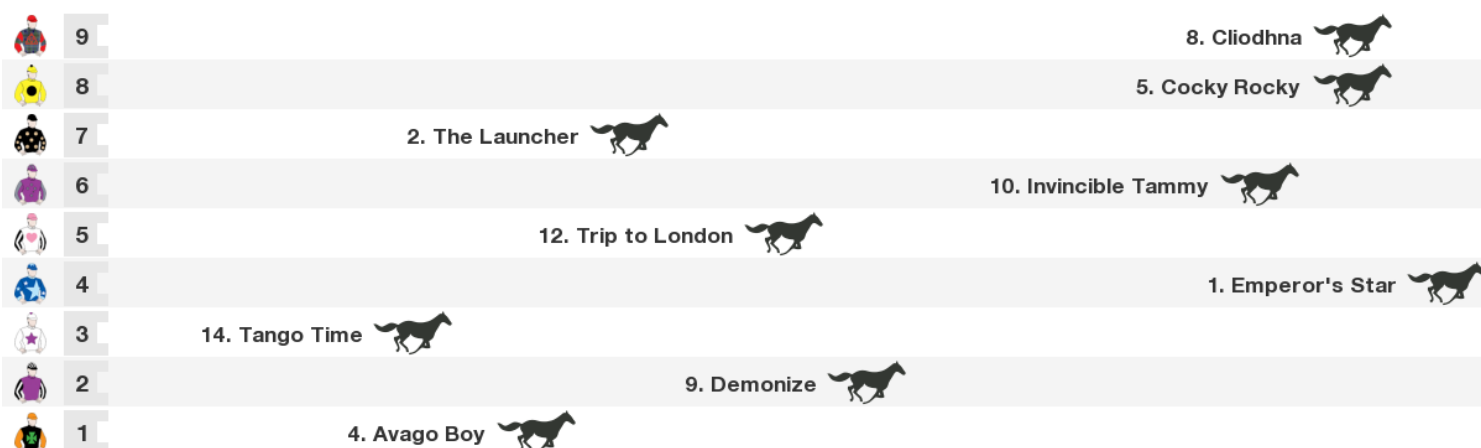 9 8. Cliodhna
8 5. Cocky Rocky
7 2. The Launcher
6 10. Invincible Tammy
5 12. Trip to London
4 1. Emperor's Star
3 14. Tango Time
2 9. Demonize
1 4. Avago Boy